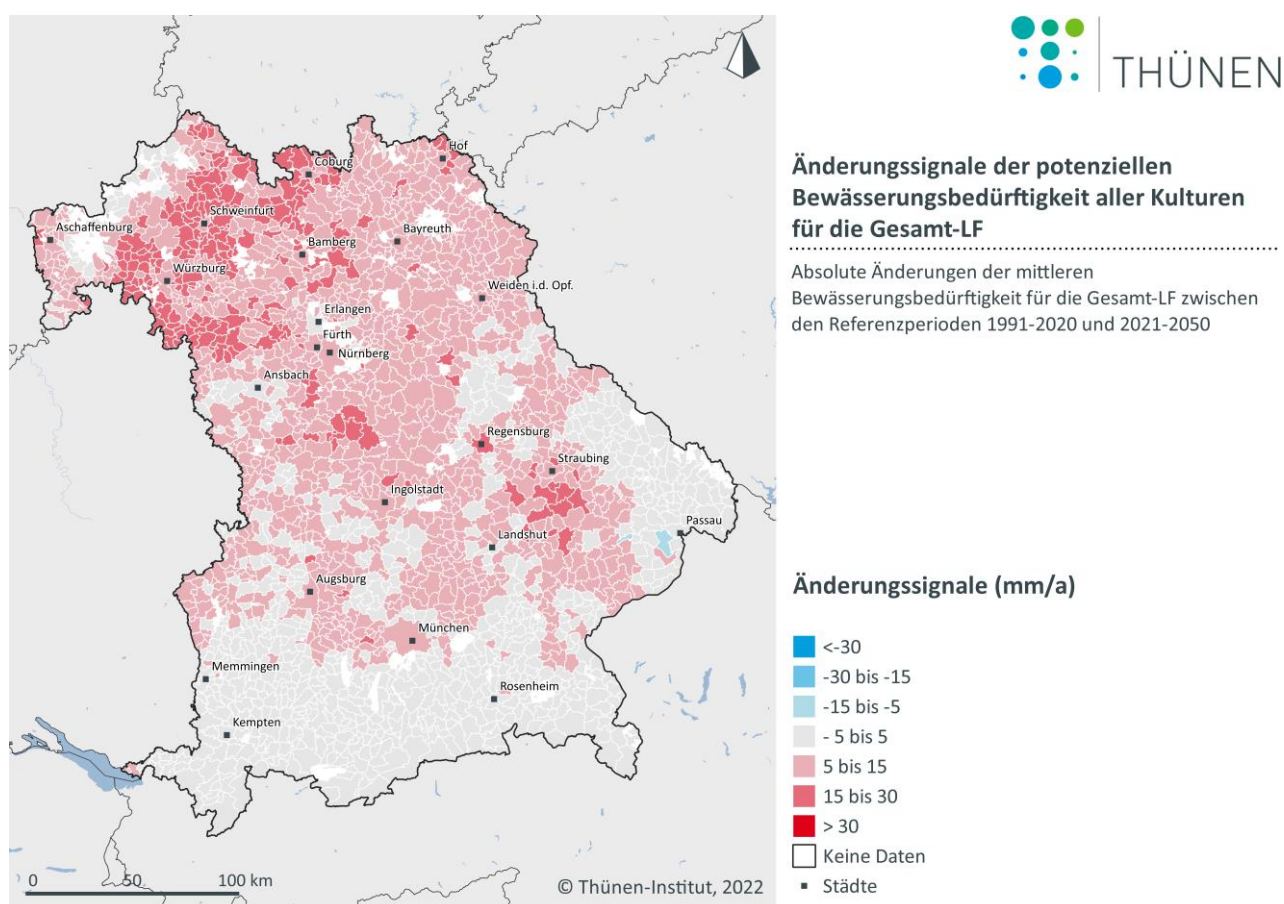 THÜNEN
Änderungssignale der potenziellen
Bewässerungsbedürftigkeit aller Kulturen
für die Gesamt-LF
Absolute Änderungen der mittleren
Bewässerungsbedürftigkeit für die Gesamt-LF zwischen
den Referenzperioden 1991-2020 und 2021-2050
Hof
Coburg
Schweinfurt
Aschaffenburg
Bamberg
Bayreuth
Würzburg
Weiden i.d. Opf.
Erlangen
Fürth
Nürnberg
Ansbach
Regensburg
Straubing
Ingolstadt
Passau
Landshut
Augsburg
München
Memmingen
Rosenheim
Kempten
0 50 100 km
© Thünen-Institut, 2022
Änderungssignale (mm/a)
<-30
-30 bis -15
-15 bis -5
- 5 bis 5
5 bis 15
15 bis 30
> 30
Keine Daten
Städte